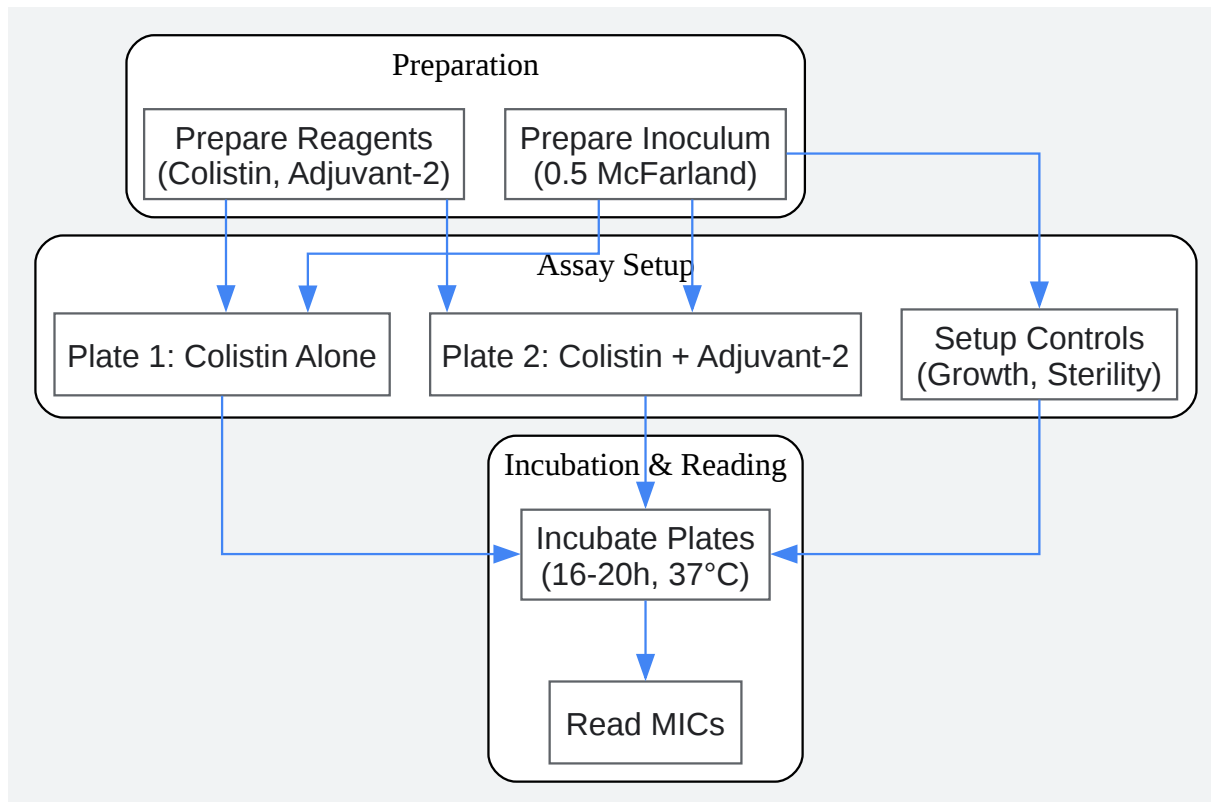 Preparation
Prepare Reagents
(Colistin, Adjuvant-2)
Prepare Inoculum
(0.5 McFarland)
Assay Setup
Plate 1: Colistin Alone
Plate 2: Colistin + Adjuvant-2
Setup Controls
(Growth, Sterility)
Incubation & Reading
Incubate Plates
(16-20h, 37°C)
Read MICs